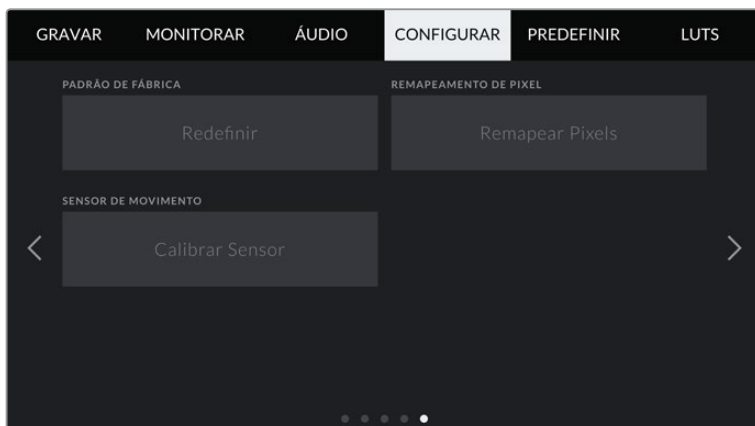 GRAVAR MONITORAR ÁUDIO CONFIGURAR PREDEFINIR LUTS
PADRÃO DE FÁBRICA REMAPEAMENTO DE PIXEL
Redefinir Remapear Pixels
SENSOR DE MOVIMENTO
Calibrar Sensor